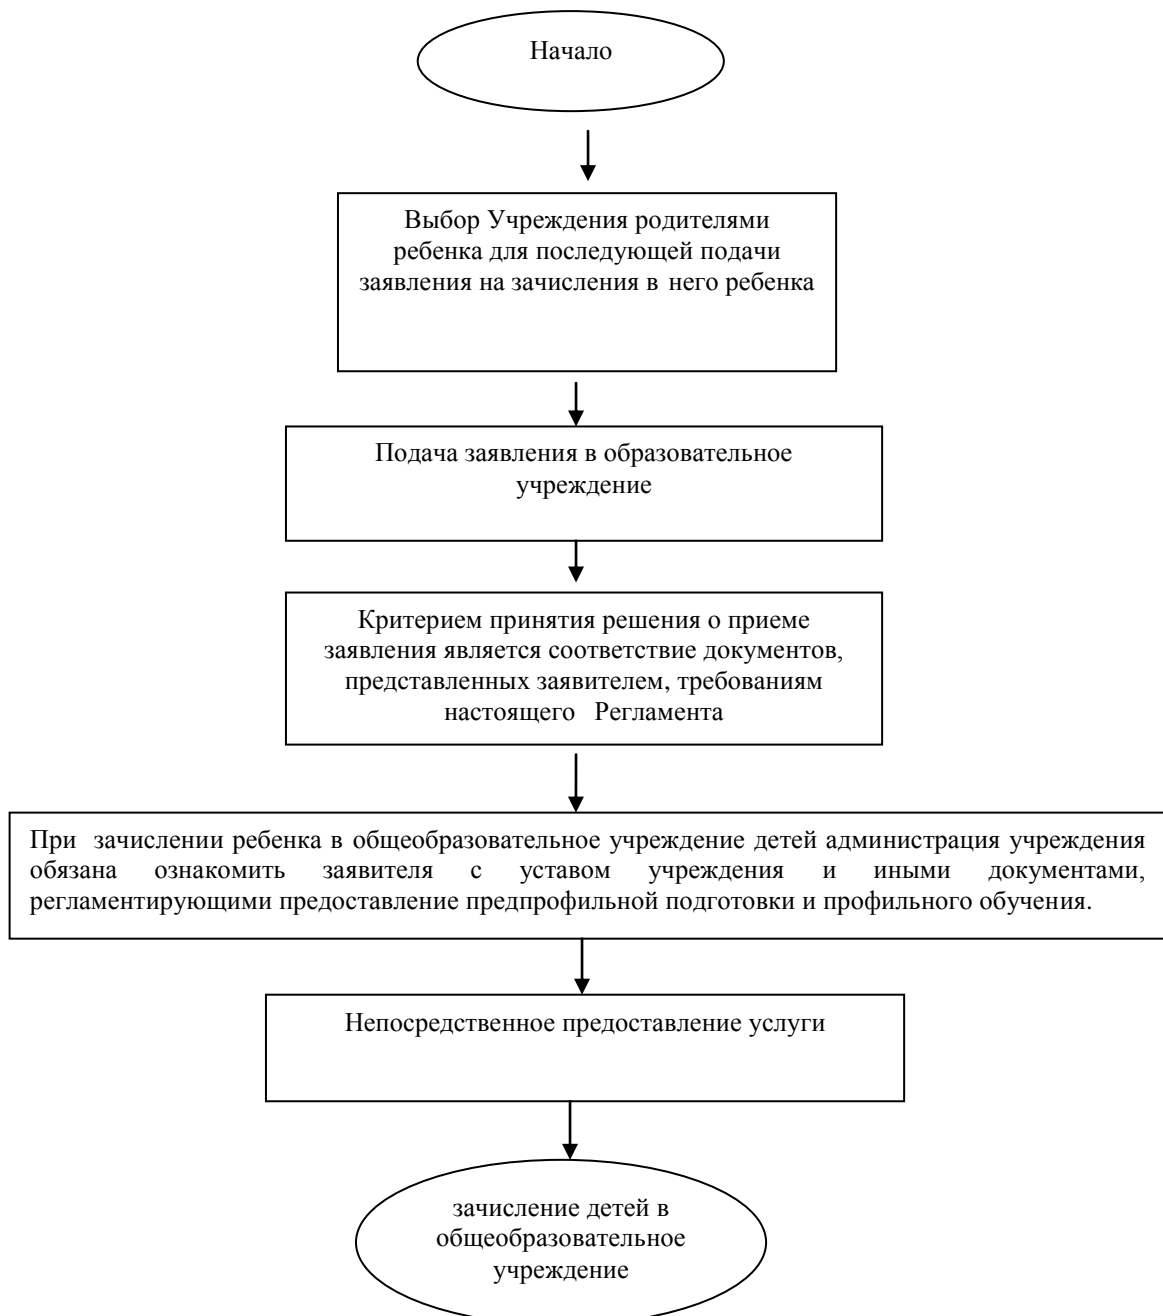 Начало
Выбор Учреждения родителями
ребенка для последующей подачи
заявления на зачисления в него ребенка
Подача заявления в образовательное
учреждение
Критерием принятия решения о приеме
заявления является соответствие документов,
представленных заявителем, требованиям
настоящего Регламента
При зачислении ребенка в общеобразовательное учреждение детей администрация учреждения
обязана ознакомить заявителя с уставом учреждения и иными документами,
регламентирующими предоставление предпрофильной подготовки и профильного обучения.
Непосредственное предоставление услуги
зачисление детей в
общеобразовательное
учреждение